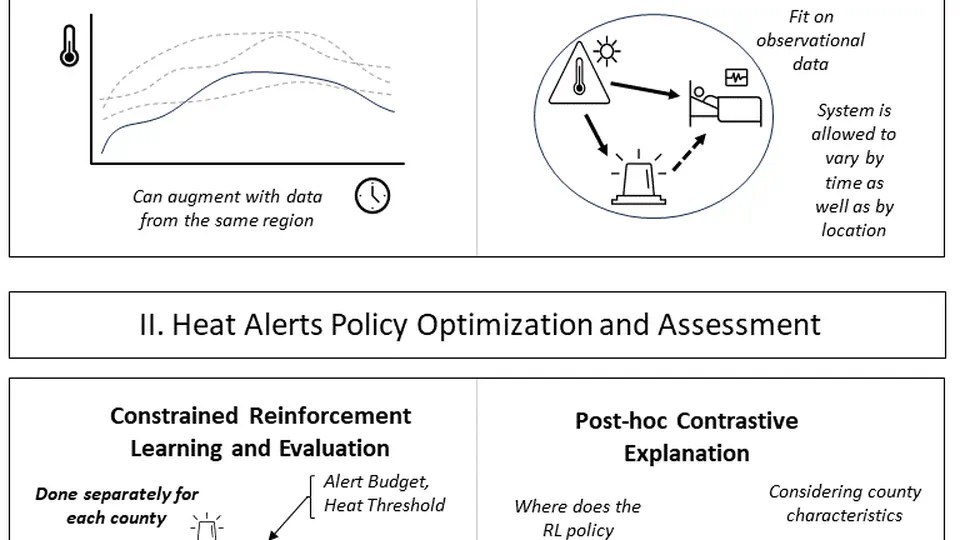 Can augment with data
from the same region
Fit on
observational
data
System is
allowed to
vary by
time as
well as by
location
II. Heat Alerts Policy Optimization and Assessment
Constrained Reinforcement
Learning and Evaluation
Done separately for
each county
Alert Budget,
Heat Threshold
Post-hoc Contrastive
Explanation
Where does the
RL policy
Considering county
characteristics